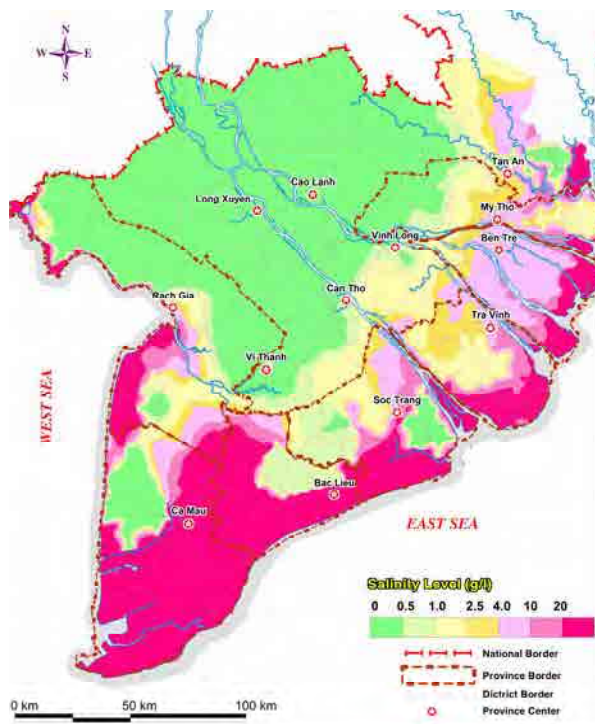 N
W E
S
Tan An
Cao Lanh
Long Xuyen
My Tho
Ben Tre
Vinh Long
Can Tho
Rach Gia
Tra Vinh
Vi Thanh
Soc Trang
WEST SEA
Bac Lieu
Ca Mau
EAST SEA
Salinity Level (g/l)
0 0.5 1.0 2.5 4.0 10 20
National Border
Province Border
District Border
Province Center
0 km 50 km 100 km